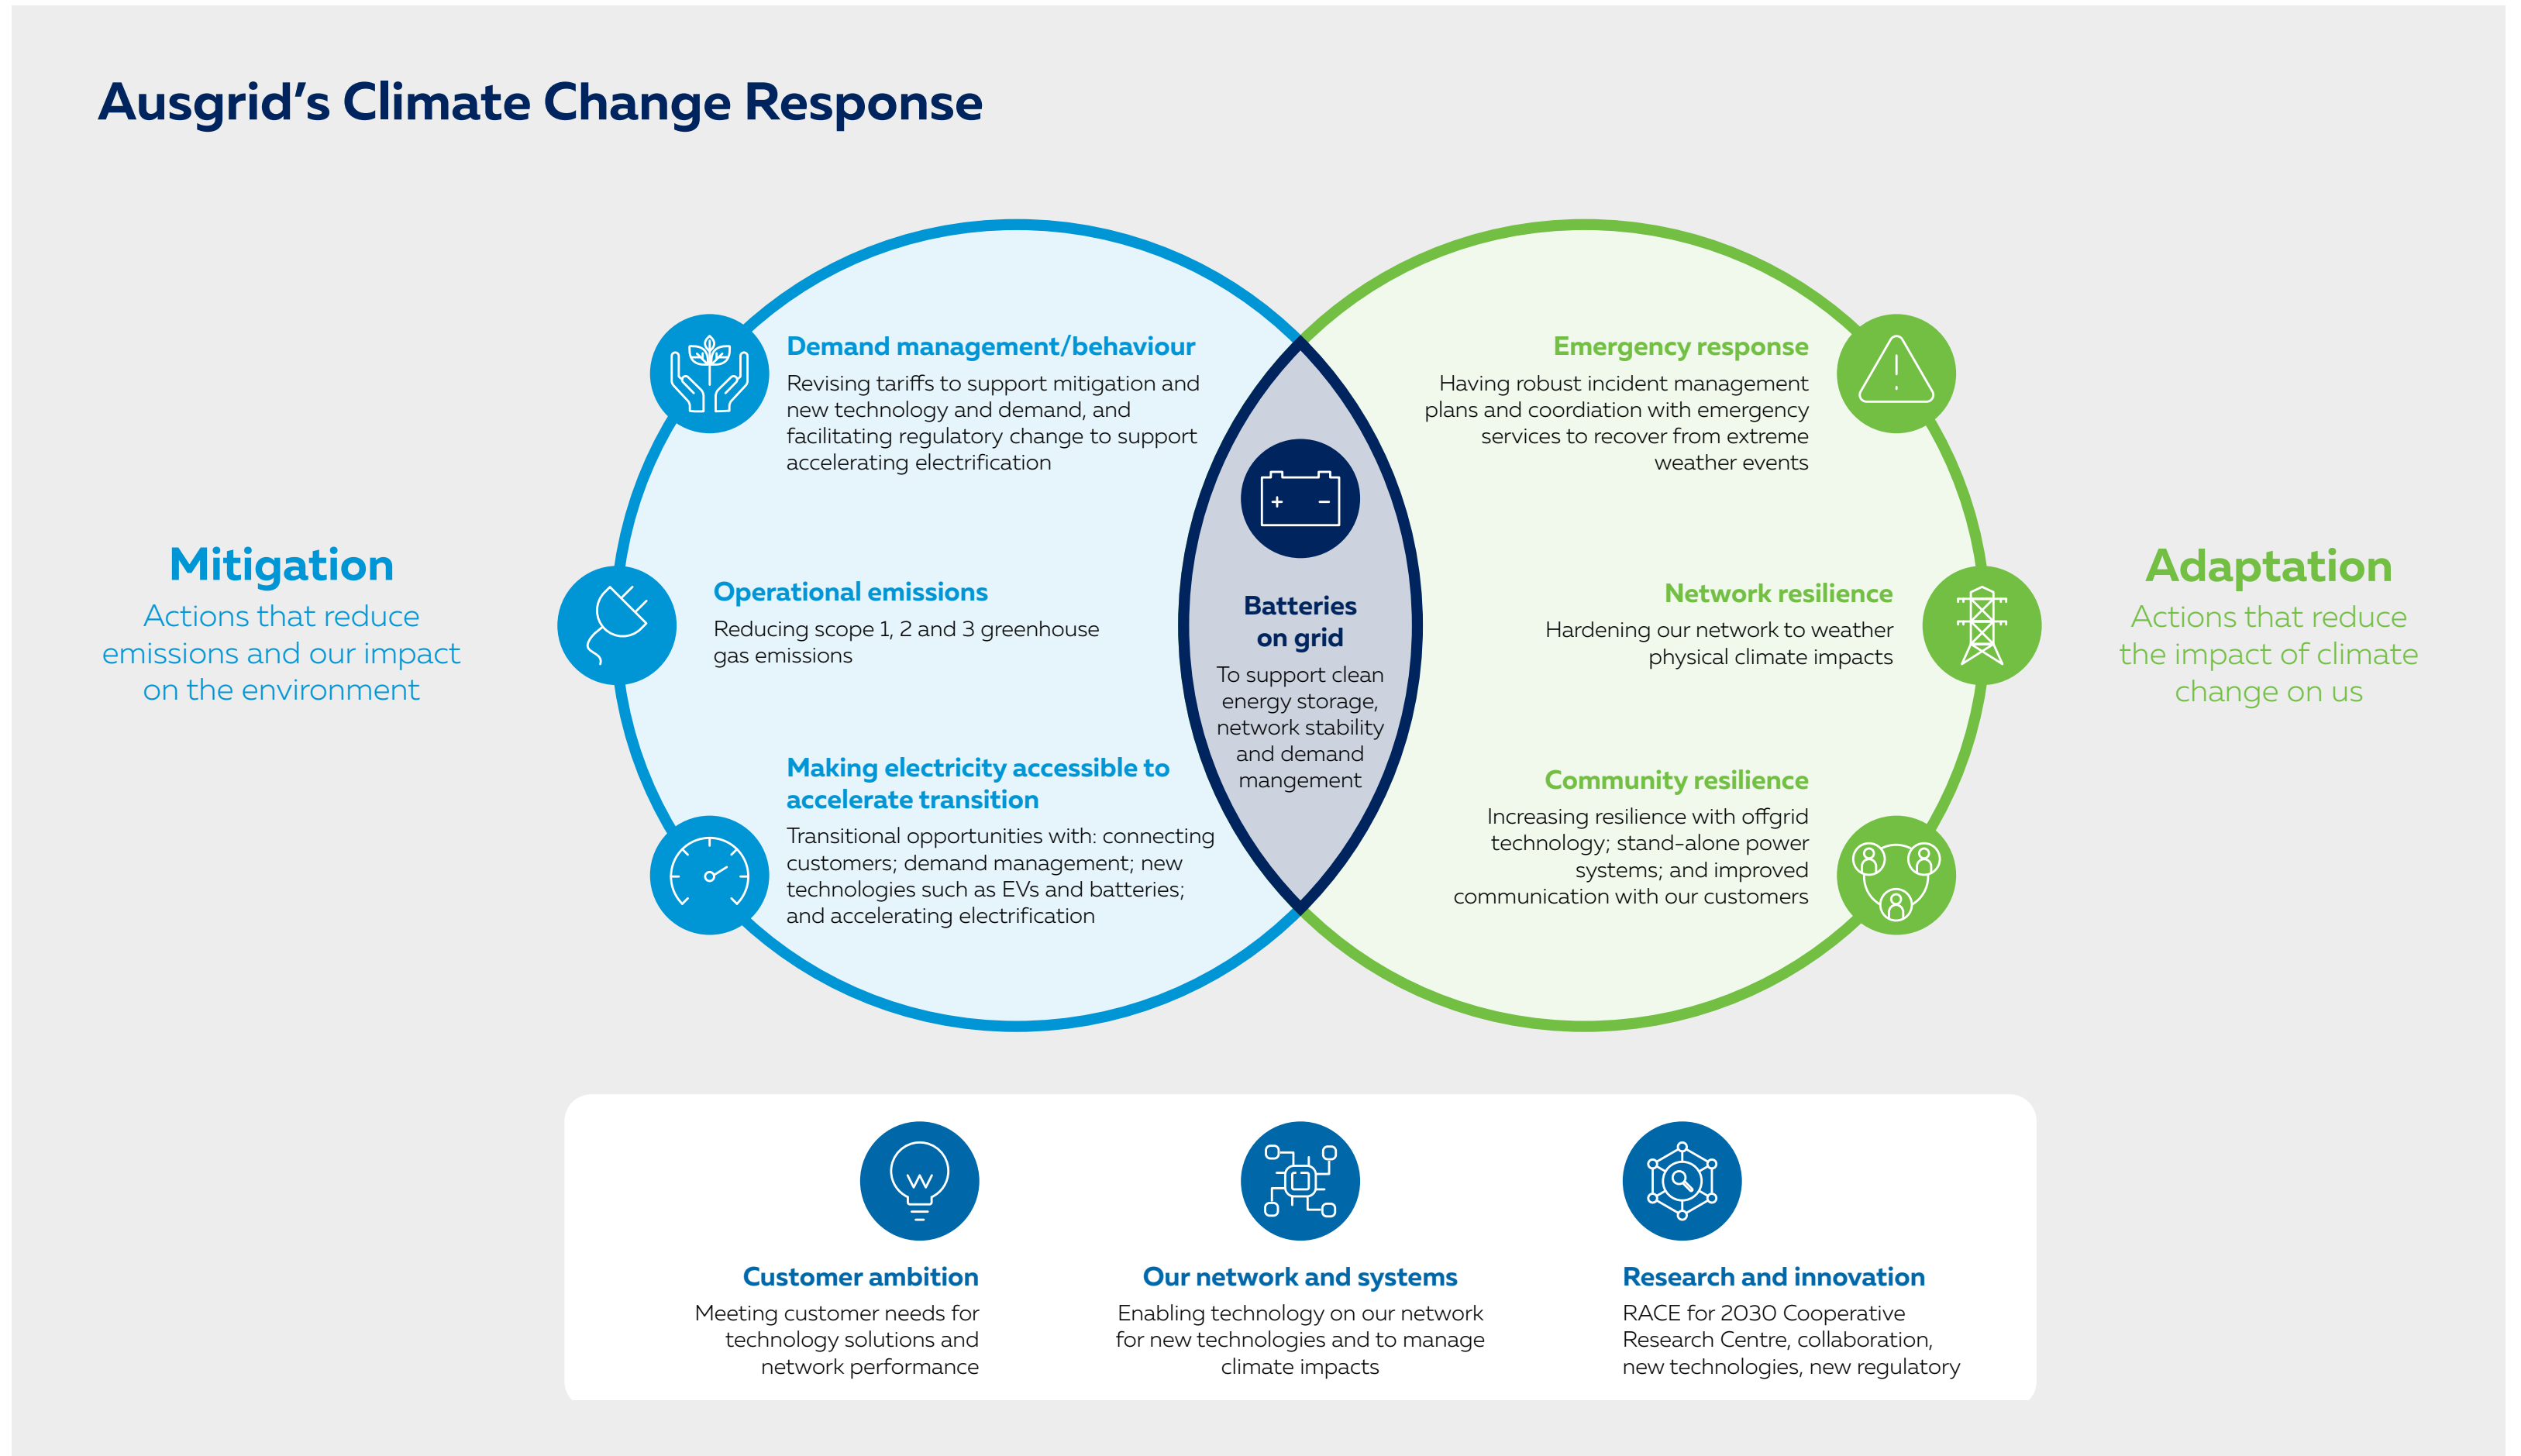 Ausgrid’s Climate Change Response
Mitigation
Actions that reduce
emissions and our impact
on the environment
Demand management/behaviour
Revising tariffs to support mitigation and
new technology and demand, and
facilitating regulatory change to support
accelerating electrification
Operational emissions
Reducing scope 1, 2 and 3 greenhouse
gas emissions
Making electricity accessible to
accelerate transition
Transitional opportunities with: connecting
customers; demand management; new
technologies such as EVs and batteries;
and accelerating electrification
+ −
Batteries
on grid
To support clean
energy storage,
network stability
and demand
mangement
Emergency response
Having robust incident management
plans and coordiation with emergency
services to recover from extreme
weather events
Network resilience
Hardening our network to weather
physical climate impacts
Community resilience
Increasing resilience with offgrid
technology; stand-alone power
systems; and improved
communication with our customers
Adaptation
Actions that reduce
the impact of climate
change on us
Customer ambition
Meeting customer needs for
technology solutions and
network performance
Our network and systems
Enabling technology on our network
for new technologies and to manage
climate impacts
Research and innovation
RACE for 2030 Cooperative
Research Centre, collaboration,
new technologies, new regulatory